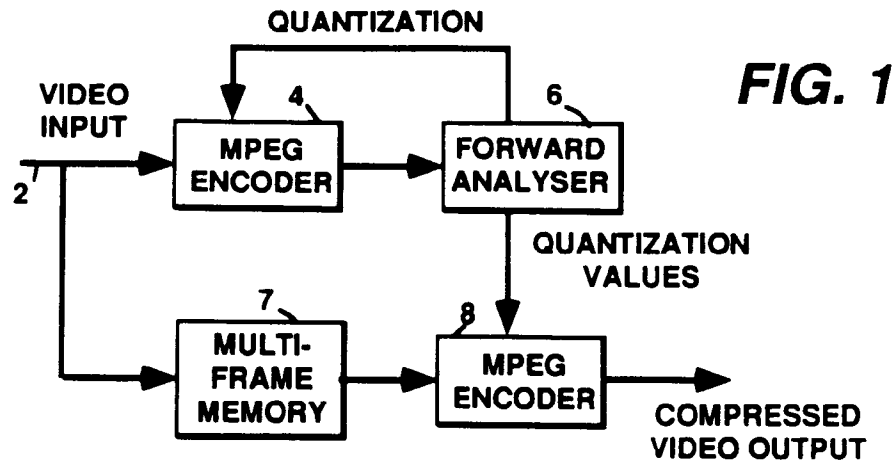 QUANTIZATION
FIG. 1
VIDEO
INPUT
2
4
MPEG
ENCODER
6
FORWARD
ANALYSER
QUANTIZATION
VALUES
7
MULTI-
FRAME
MEMORY
8
MPEG
ENCODER
COMPRESSED
VIDEO OUTPUT